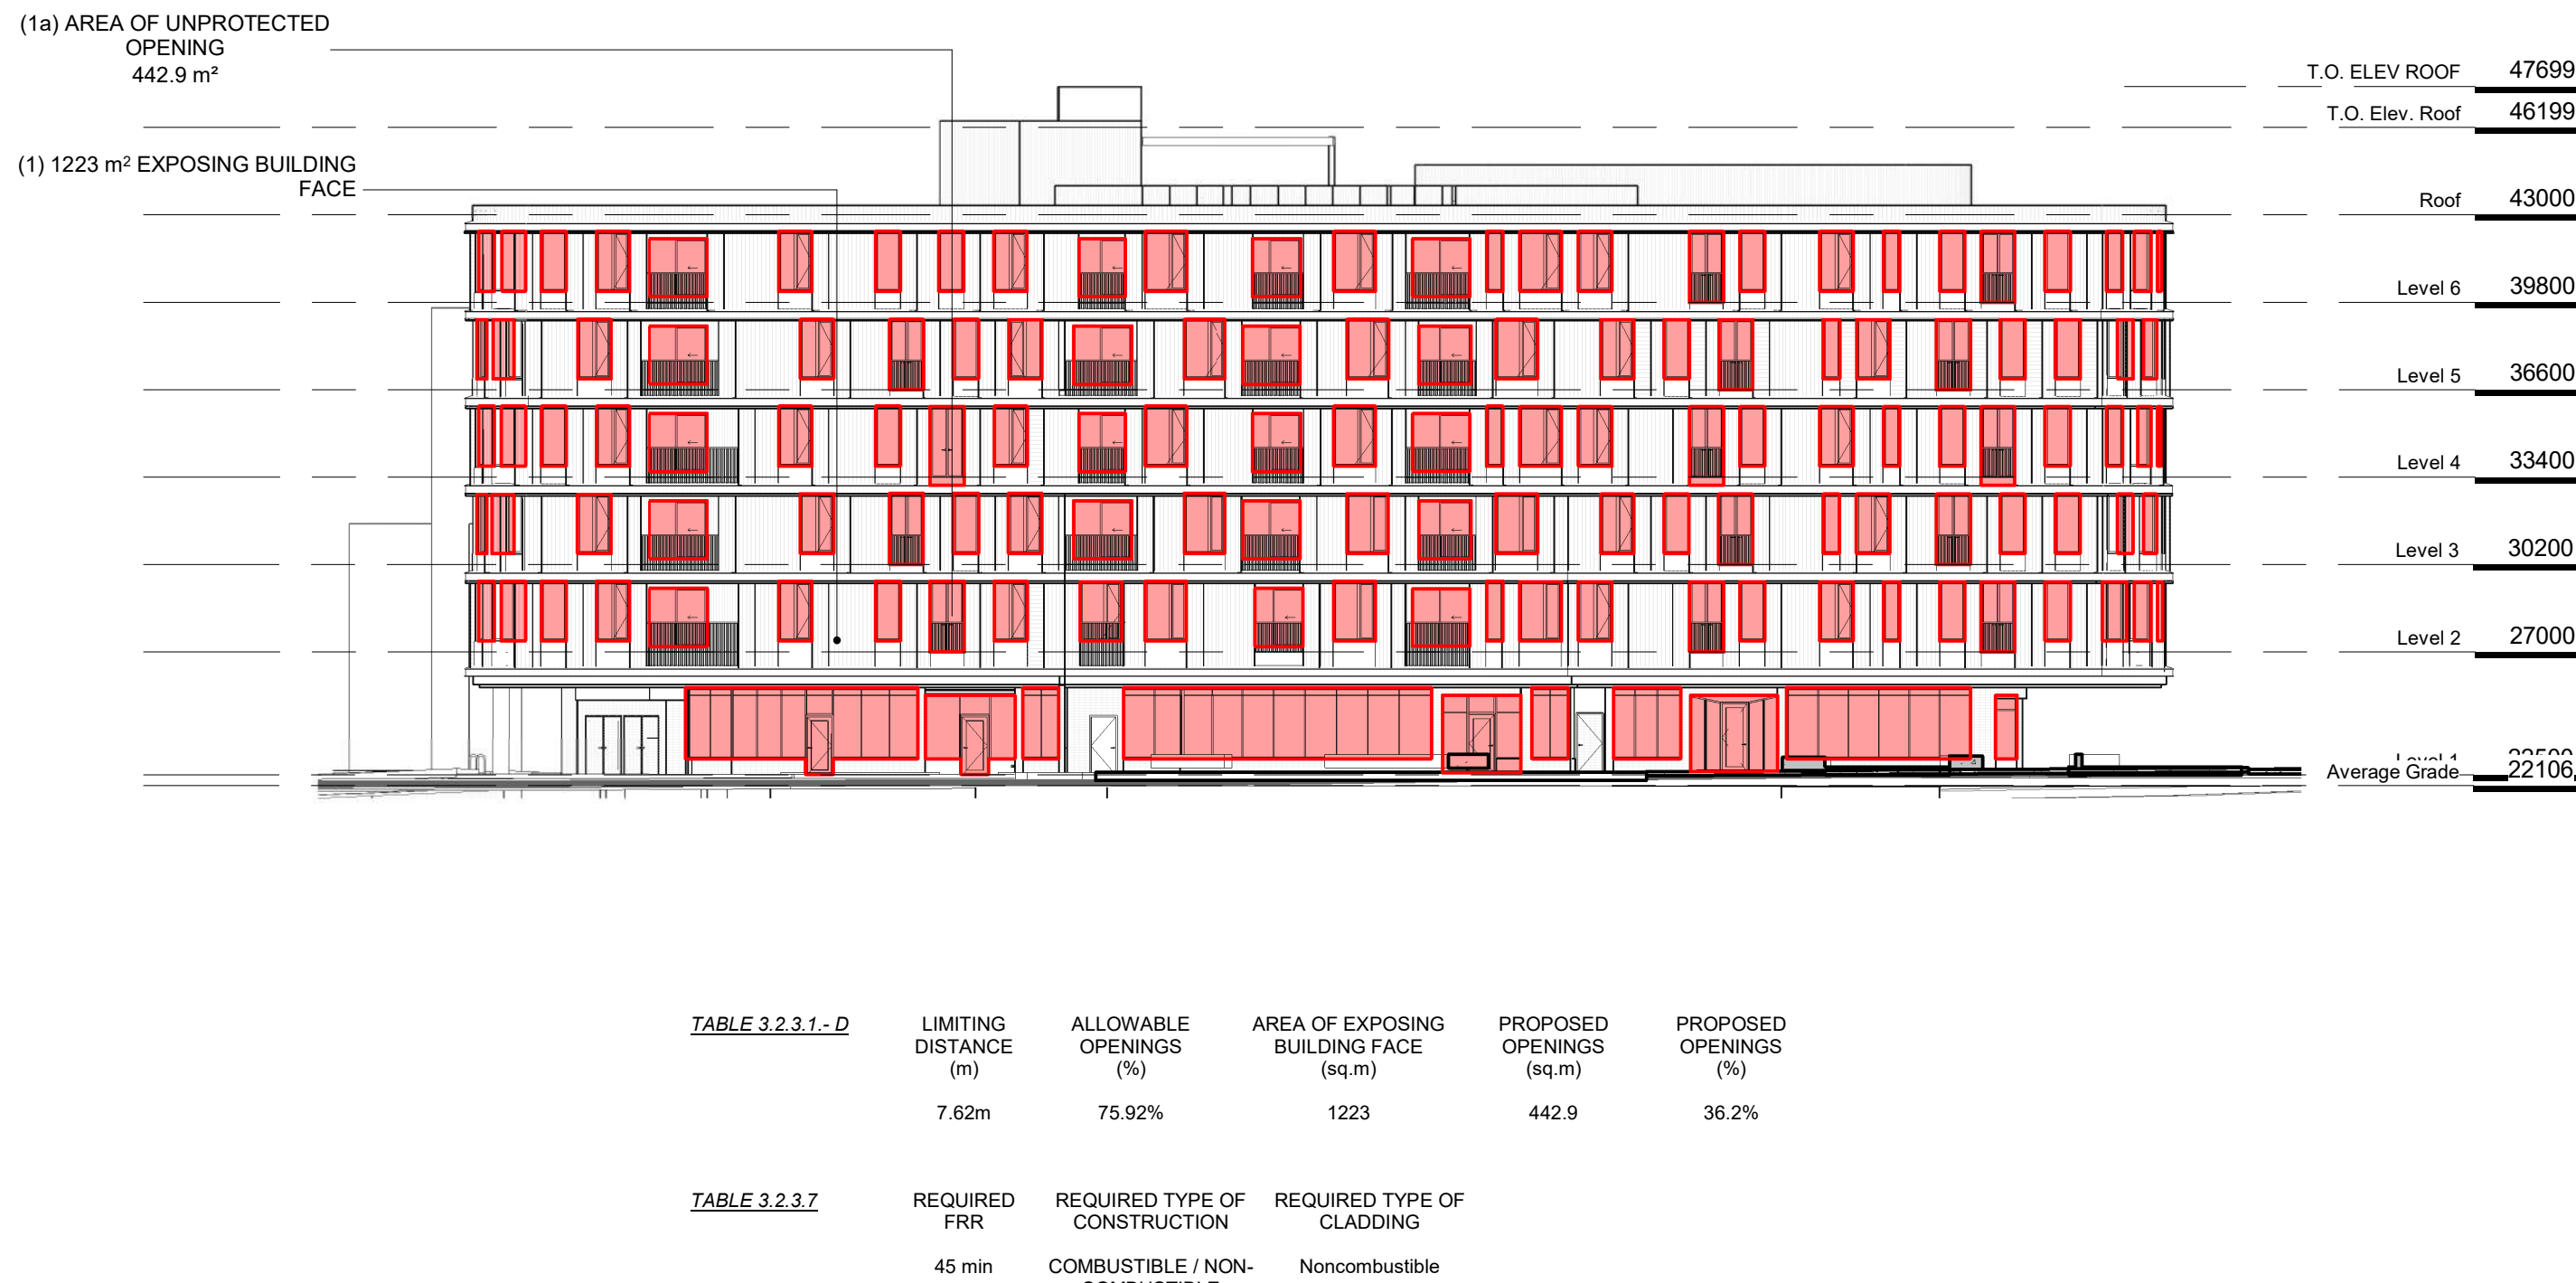 (1a) AREA OF UNPROTECTED
OPENING
442.9 m²
(1) 1223 m² EXPOSING BUILDING
FACE
T.O. ELEV ROOF 47699
T.O. Elev. Roof 46199
Roof 43000
Level 6 39800
Level 5 36600
Level 4 33400
Level 3 30200
Level 2 27000
Level 1
Average Grade 22106
TABLE 3.2.3.1.- D
LIMITING DISTANCE (m)
ALLOWABLE OPENINGS (%)
AREA OF EXPOSING BUILDING FACE (sq.m)
PROPOSED OPENINGS (sq.m)
PROPOSED OPENINGS (%)
7.62m 75.92% 1223 442.9 36.2%
TABLE 3.2.3.7
REQUIRED FRR
REQUIRED TYPE OF CONSTRUCTION
REQUIRED TYPE OF CLADDING
45 min COMBUSTIBLE / NON- Noncombustible